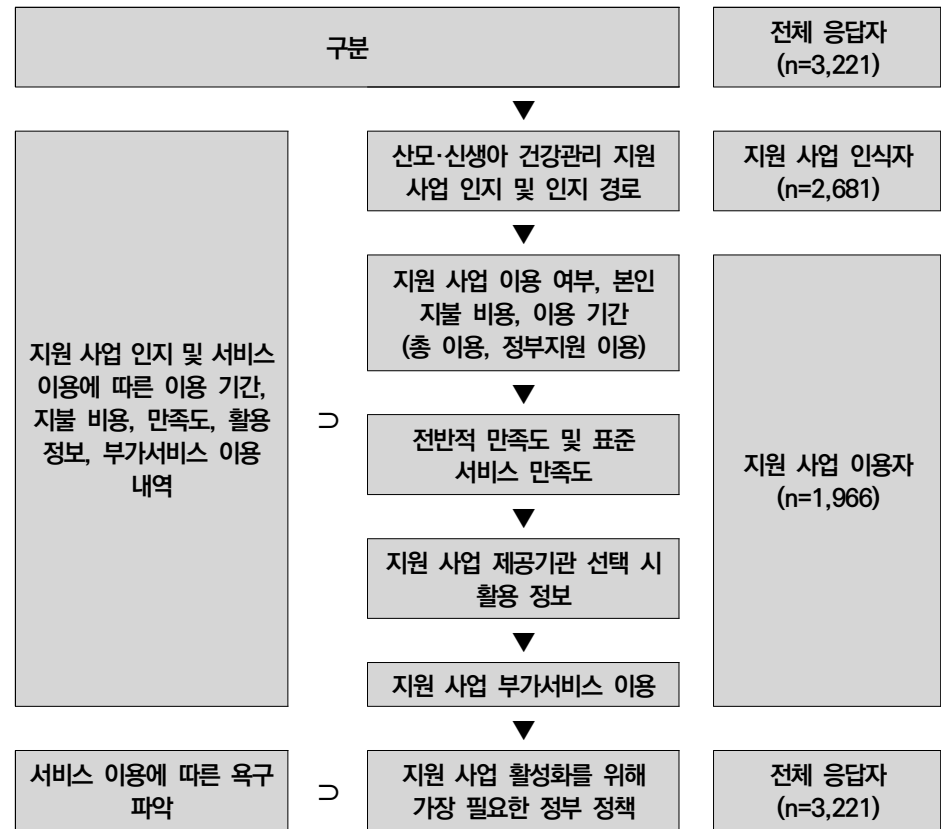 구분
전체 응답자
(n=3,221)
▼
산모·신생아 건강관리 지원
사업 인지 및 인지 경로
지원 사업 인식자
(n=2,681)
▼
지원 사업 인지 및 서비스
이용에 따른 이용 기간,
지불 비용, 만족도, 활용
정보, 부가서비스 이용
내역
⊃
지원 사업 이용 여부, 본인
지불 비용, 이용 기간
(총 이용, 정부지원 이용)
▼
전반적 만족도 및 표준
서비스 만족도
▼
지원 사업 제공기관 선택 시
활용 정보
▼
지원 사업 부가서비스 이용
지원 사업 이용자
(n=1,966)
▼
서비스 이용에 따른 욕구
파악
⊃
지원 사업 활성화를 위해
가장 필요한 정부 정책
전체 응답자
(n=3,221)